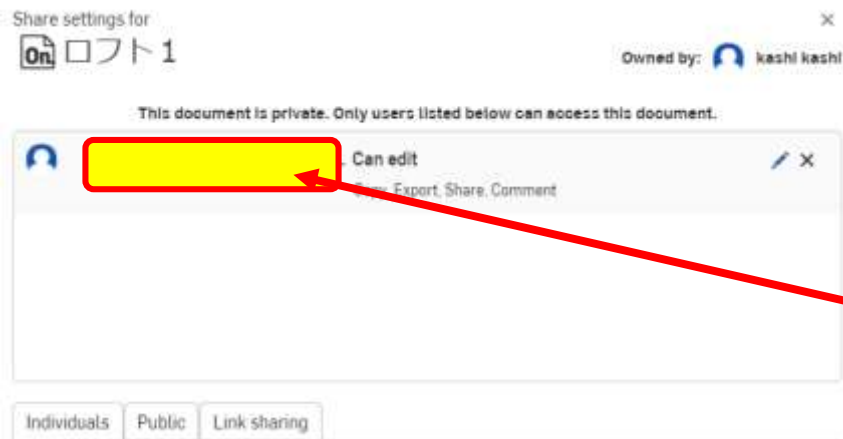 Share settings for
On ロフト1
Owned by: kashi kashi
This document is private. Only users listed below can access this document.
Can edit
Copy, Export, Share, Comment
Individuals
Public
Link sharing